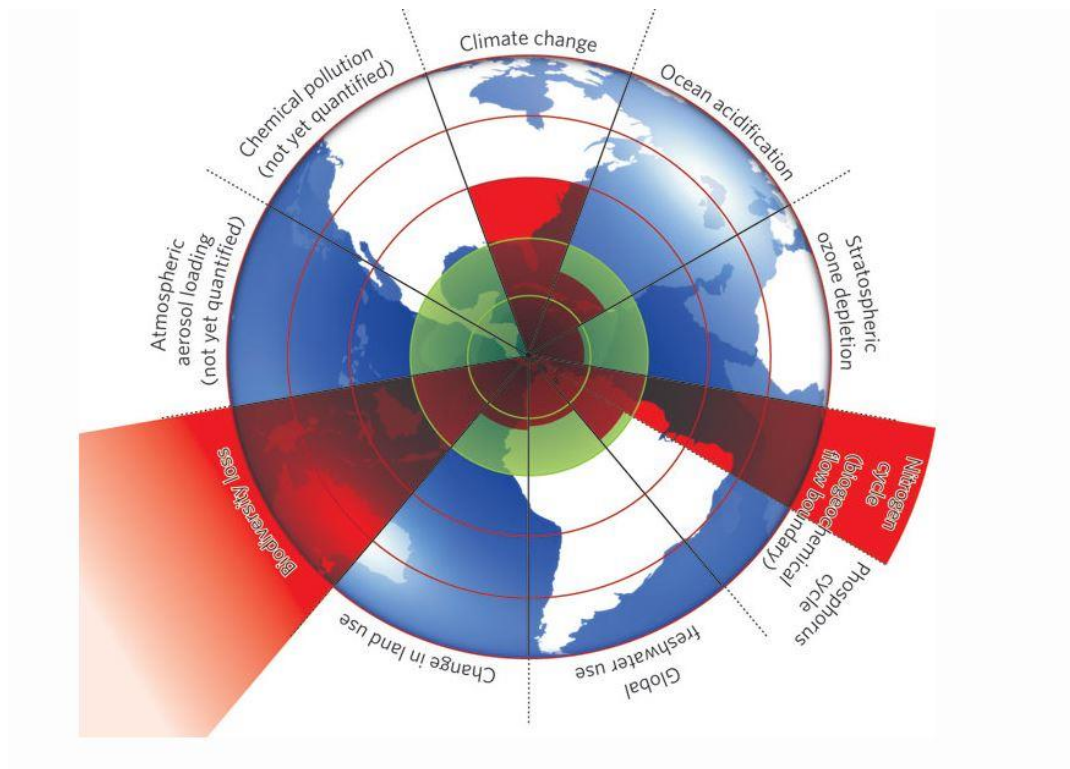 Climate change
Ocean acidification
Stratospheric
ozone depletion
Nitrogen
cycle
(biogeochemical
flow boundary)
Phosphorus
cycle
Global
freshwater use
Change in land use
Biodiversity loss
Atmospheric
aerosol loading
(not yet quantified)
Chemical pollution
(not yet quantified)